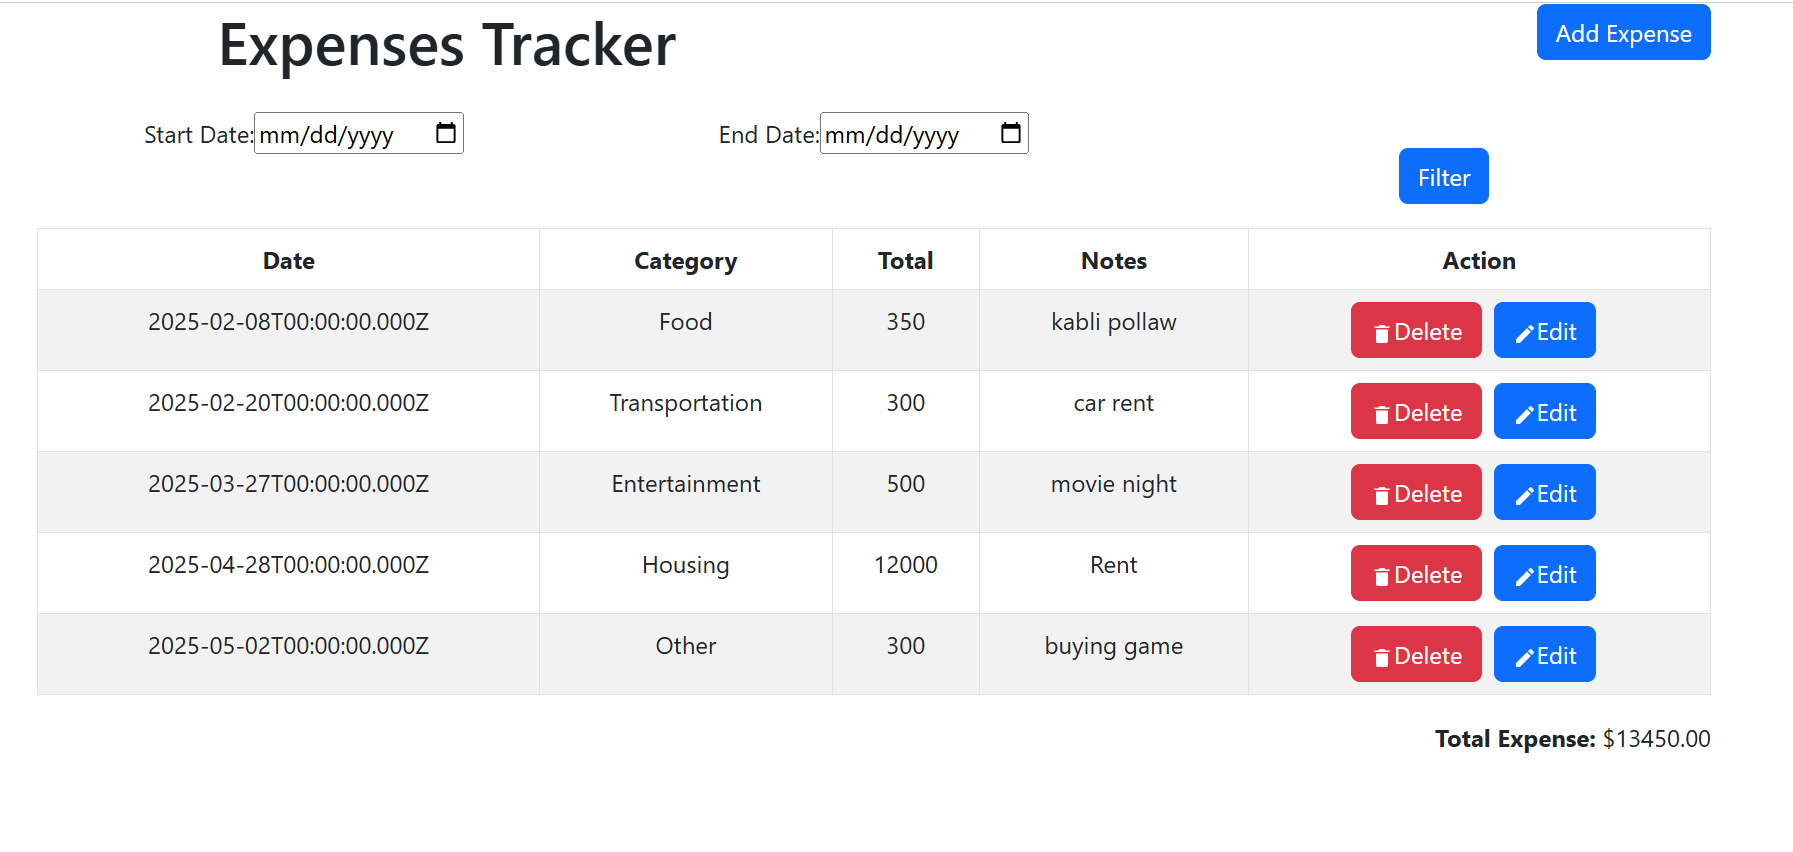 Expenses Tracker Add Expense
Start Date: mm/dd/yyyy End Date: mm/dd/yyyy
Filter
Date Category Total Notes Action
2025-02-08T00:00:00.000Z Food 350 kabli pollaw Delete Edit
2025-02-20T00:00:00.000Z Transportation 300 car rent Delete Edit
2025-03-27T00:00:00.000Z Entertainment 500 movie night Delete Edit
2025-04-28T00:00:00.000Z Housing 12000 Rent Delete Edit
2025-05-02T00:00:00.000Z Other 300 buying game Delete Edit
Total Expense: $13450.00